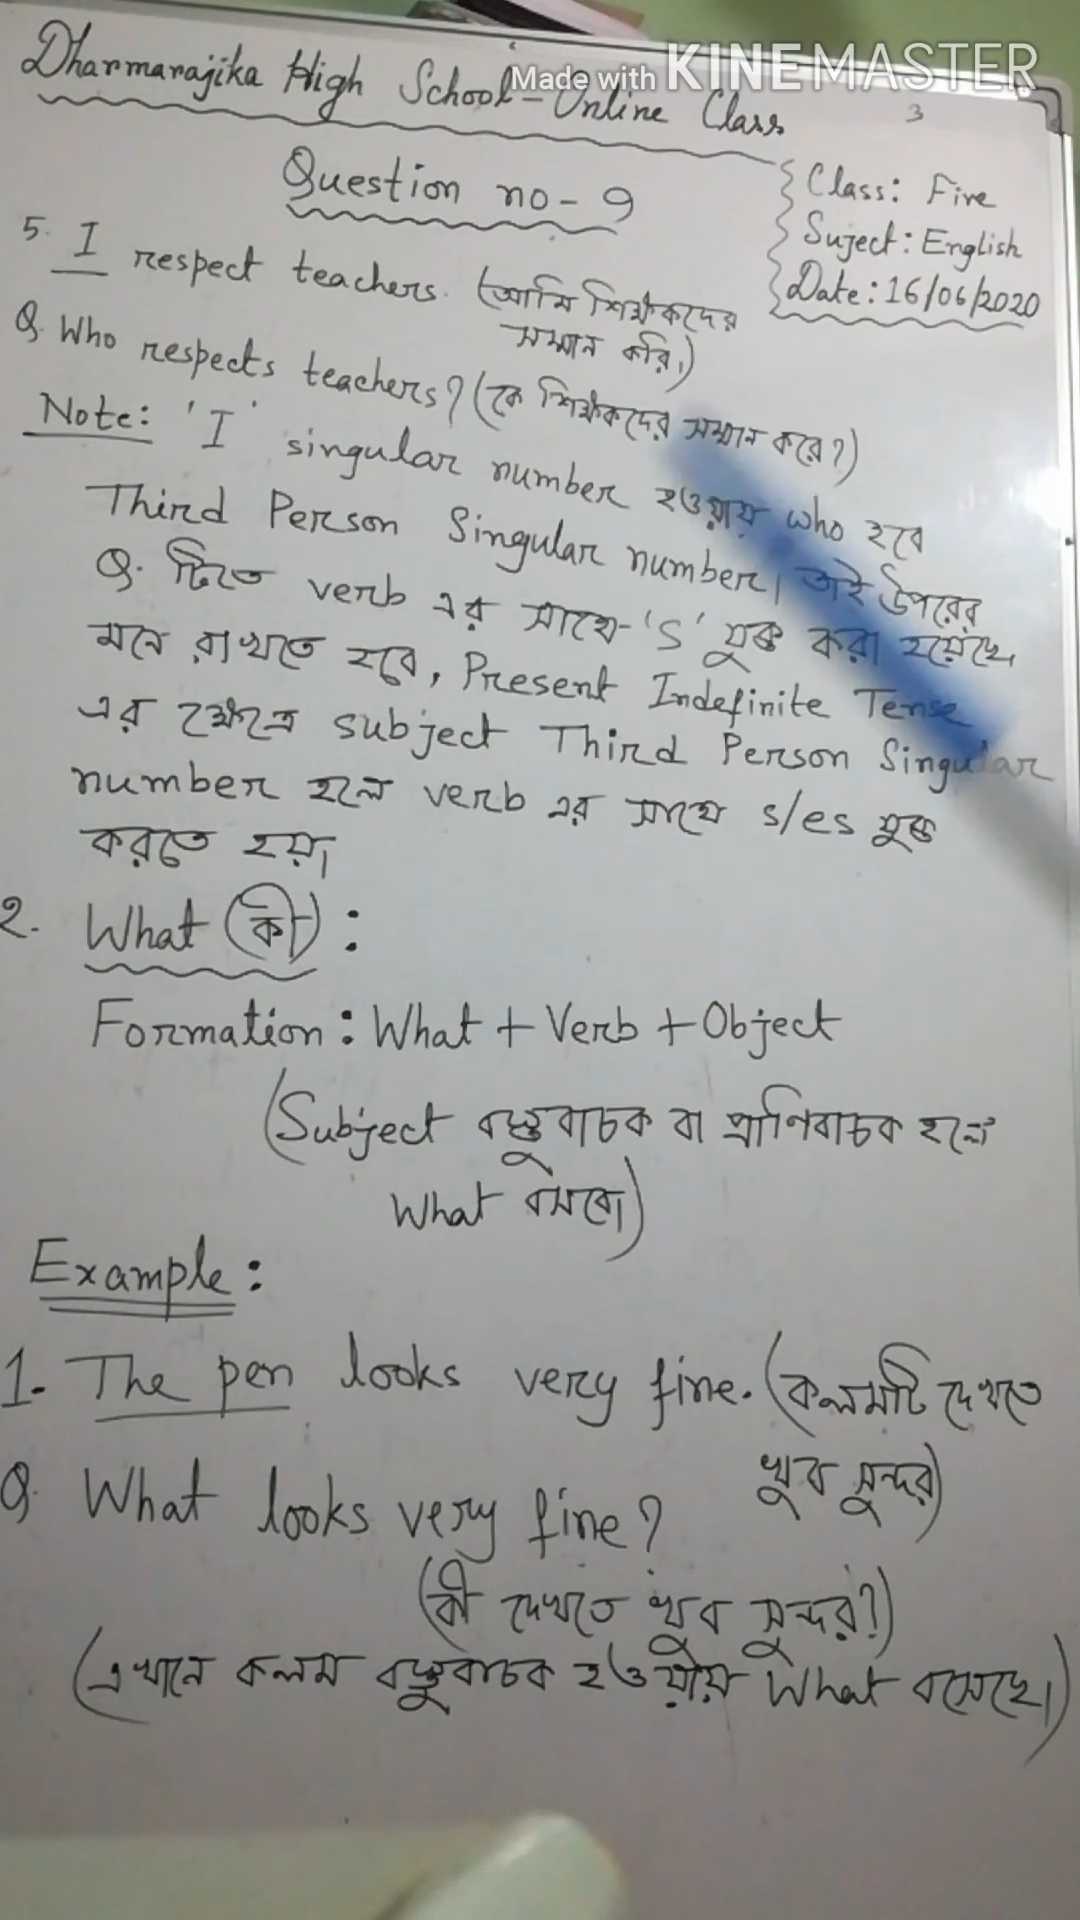 Dharmarajika High School-Online Class
Made with KINEMASTER
3
Class: Five
Suject: English
Date: 16/06/2020
Question no-9
5. I respect teachers. (আমি শিক্ষকদের
সম্মান করি।)
Q. Who respects teachers? (কে শিক্ষকদের সম্মান করে?)
Note: 'I' singular number হওয়ায় who হবে
Third Person Singular number। তাই উপরের
Q. টিতে verb এর সাথে 's' যুক্ত করা হয়েছে।
মনে রাখতে হবে, Present Indefinite Tense
এর ক্ষেত্রে subject Third Person Singular
number হলে verb এর সাথে s/es যুক্ত
করতে হয়।
২. What (কী):
Formation: What + Verb + Object
(Subject বস্তুবাচক বা প্রাণিবাচক হলে
What বসবে।)
Example:
1. The pen looks very fine. (কলমটি দেখতে
খুব সুন্দর)
Q. What looks very fine?
(কী দেখতে খুব সুন্দর?)
(এখানে কলম বস্তুবাচক হওয়ায় What বসেছে।)